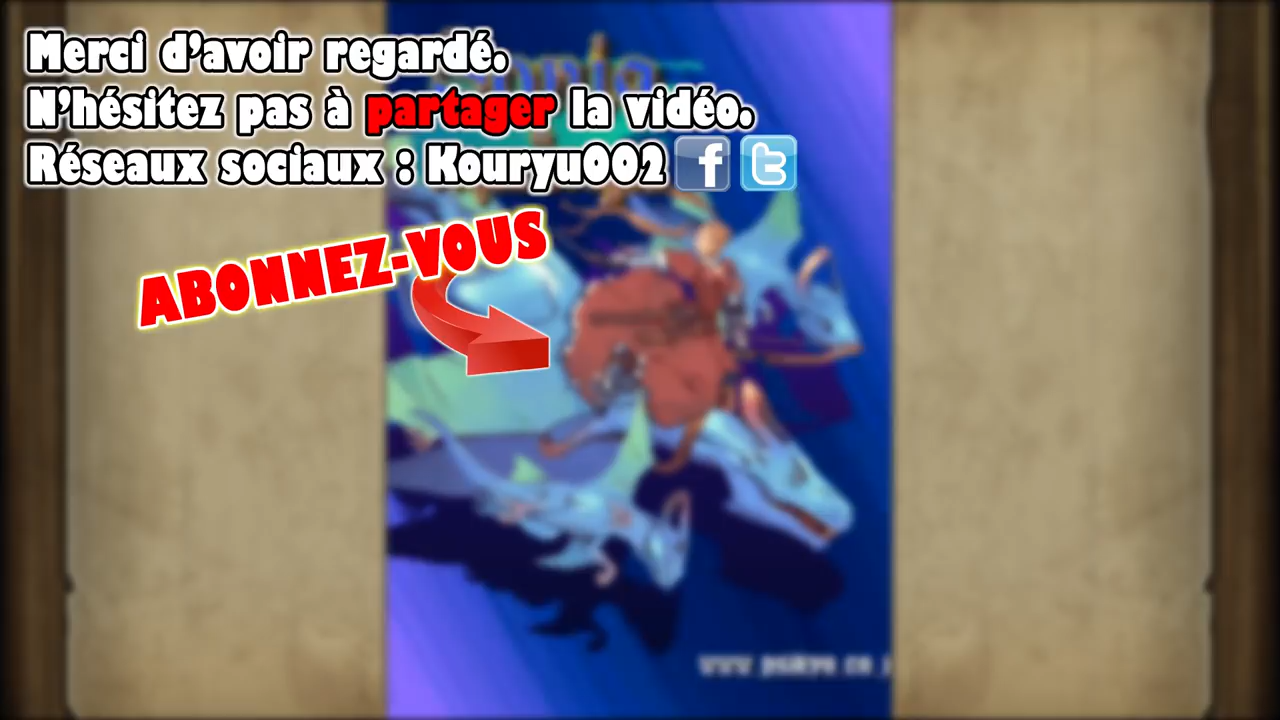 Merci d'avoir regardé.
N'hésitez pas à partager la vidéo.
Réseaux sociaux : Kouryu002 f t
ABONNEZ-VOUS